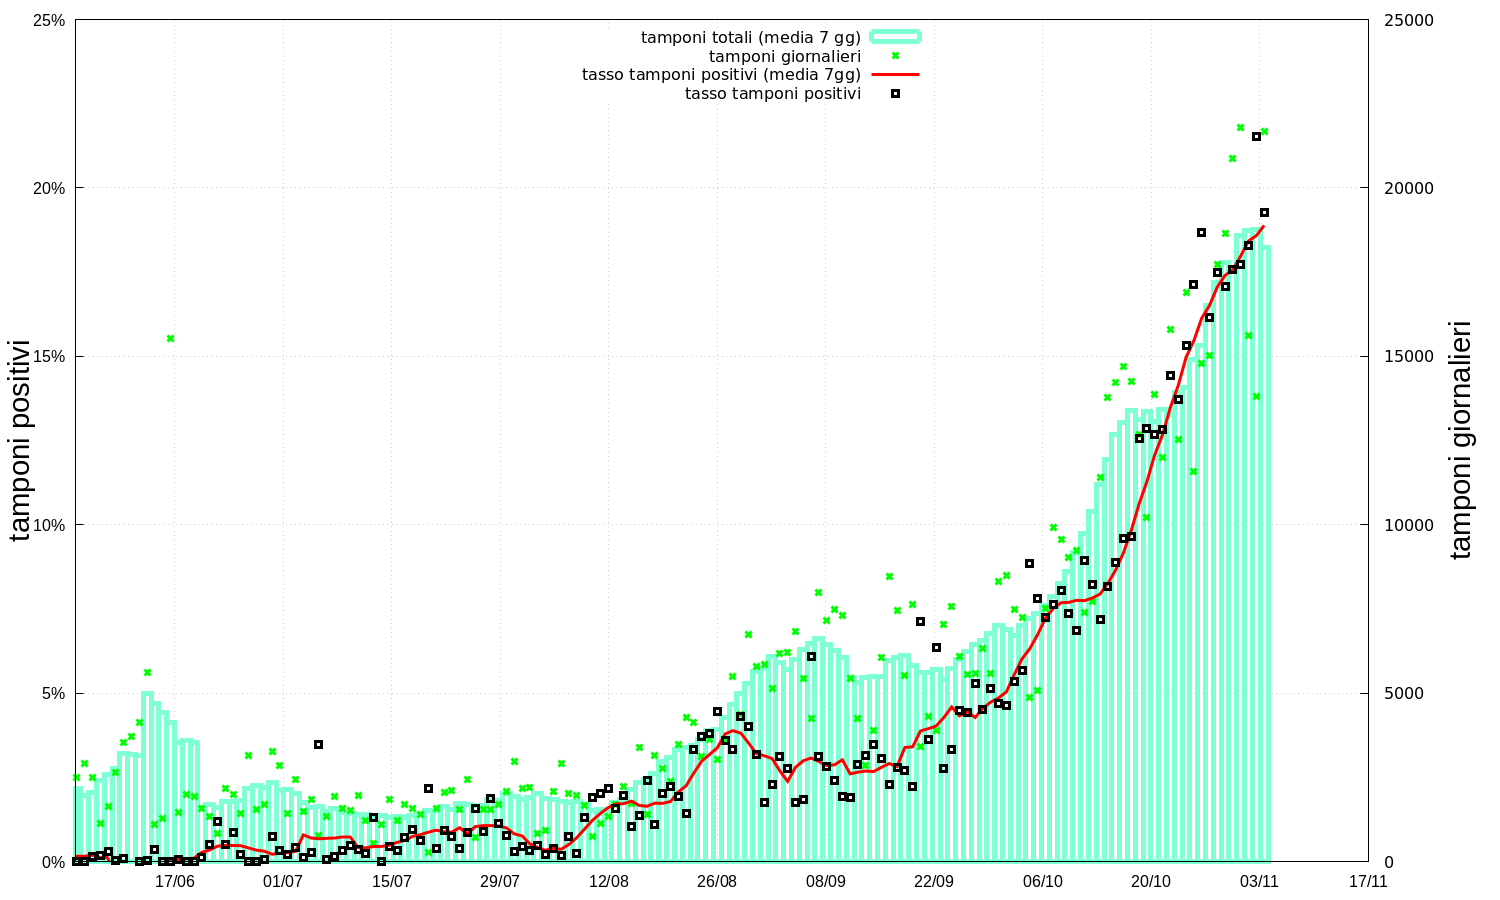 tamponi totali (media 7 gg)
tamponi giornalieri
tasso tamponi positivi (media 7gg)
tasso tamponi positivi
25%
20%
15%
10%
5%
0%
tamponi positivi
25000
20000
15000
10000
5000
0
tamponi giornalieri
17/06 01/07 15/07 29/07 12/08 26/08 08/09 22/09 06/10 20/10 03/11 17/11